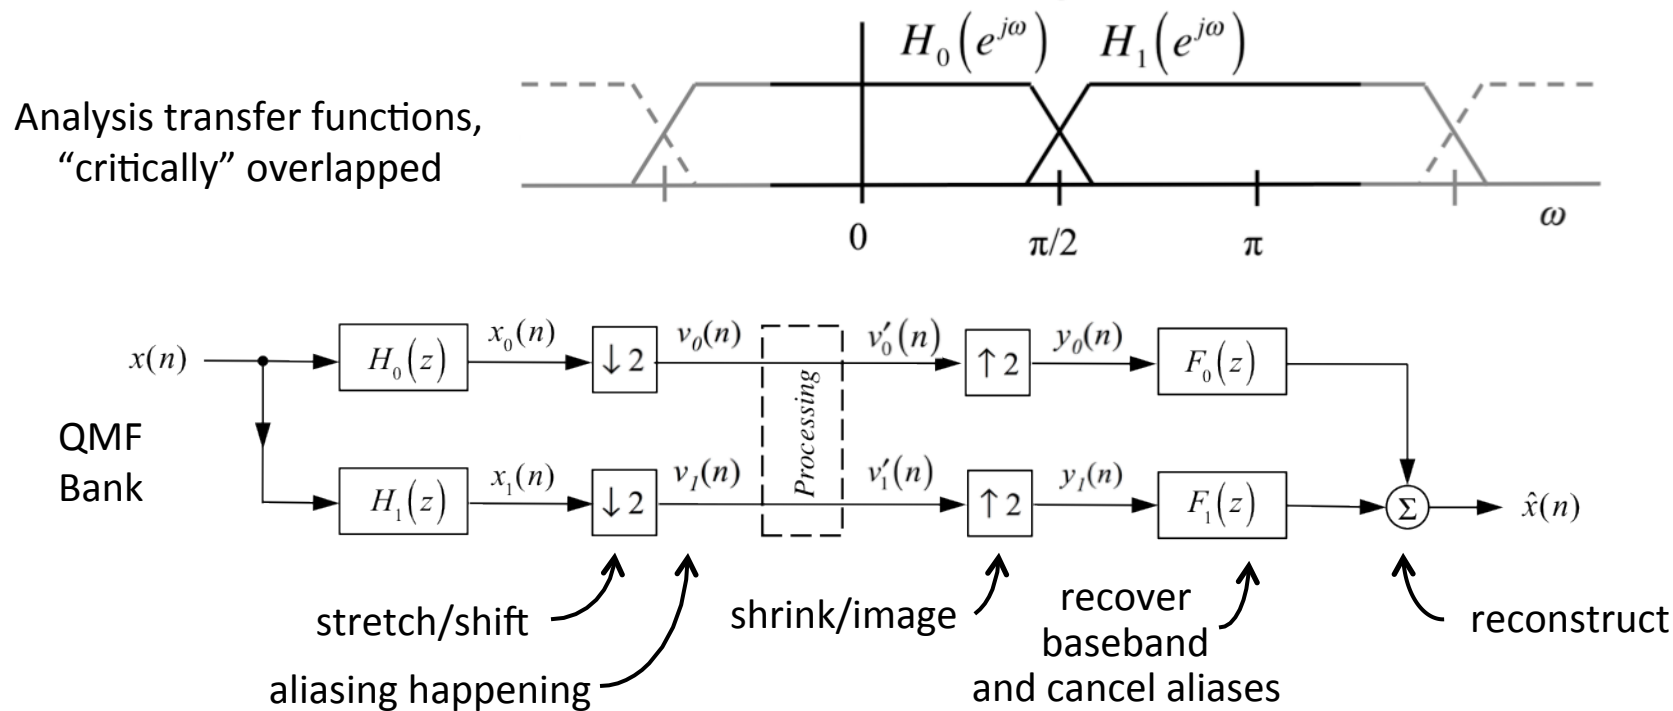 H₀(e^{jω}) H₁(e^{jω})
Analysis transfer functions,
“critically” overlapped
0 π/2 π ω
x(n) H₀(z) x₀(n) ↓2 v₀(n) v′₀(n) ↑2 y₀(n) F₀(z)
Processing
QMF
Bank
H₁(z) x₁(n) ↓2 v₁(n) v′₁(n) ↑2 y₁(n) F₁(z) Σ x̂(n)
stretch/shift
aliasing happening
shrink/image
recover
baseband
and cancel aliases
reconstruct